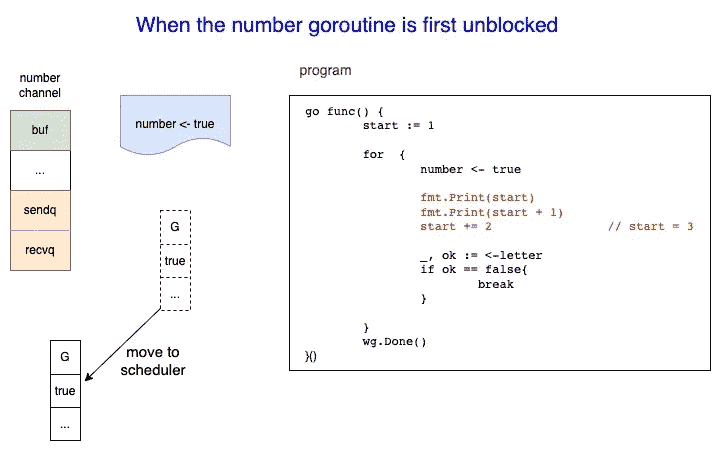 When the number goroutine is first unblocked
number
channel
buf
...
sendq
recvq
number <- true
G
true
...
move to
scheduler
G
true
...
program
go func() {
start := 1
for  {
number <- true
fmt.Print(start)
fmt.Print(start + 1)
start += 2 // start = 3
_, ok := <-letter
if ok == false{
break
}
}
wg.Done()
}()